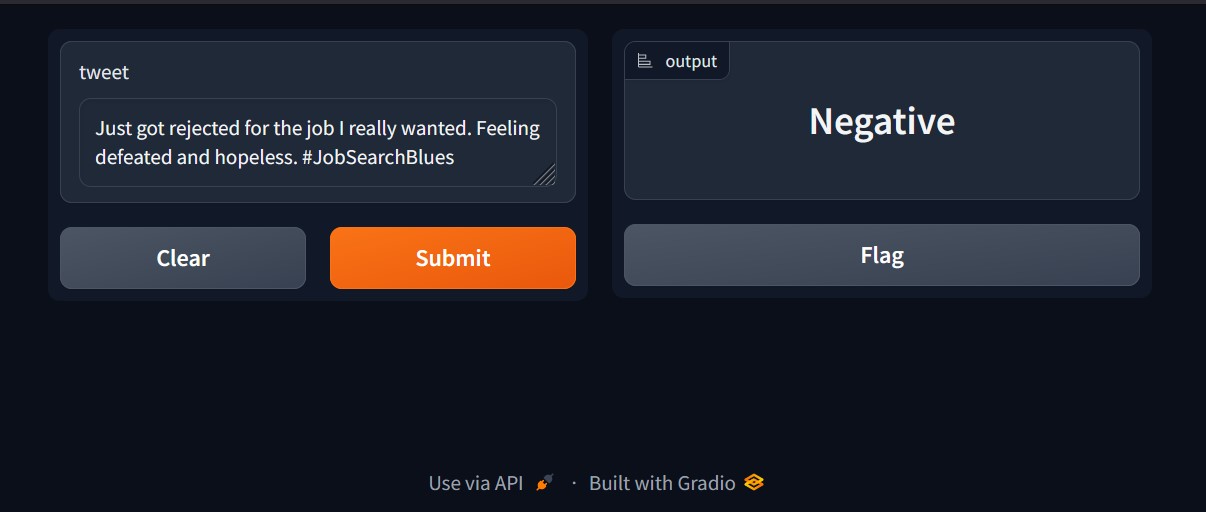 tweet
Just got rejected for the job I really wanted. Feeling
defeated and hopeless. #JobSearchBlues
Clear
Submit
output
Negative
Flag
Use via API · Built with Gradio